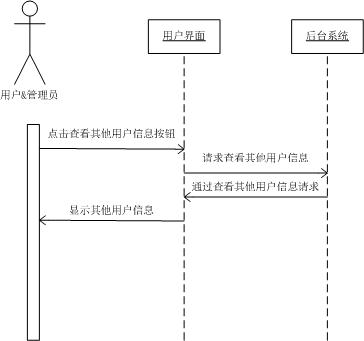 用户界面
后台系统
用户&管理员
点击查看其他用户信息按钮
请求查看其他用户信息
通过查看其他用户信息请求
显示其他用户信息